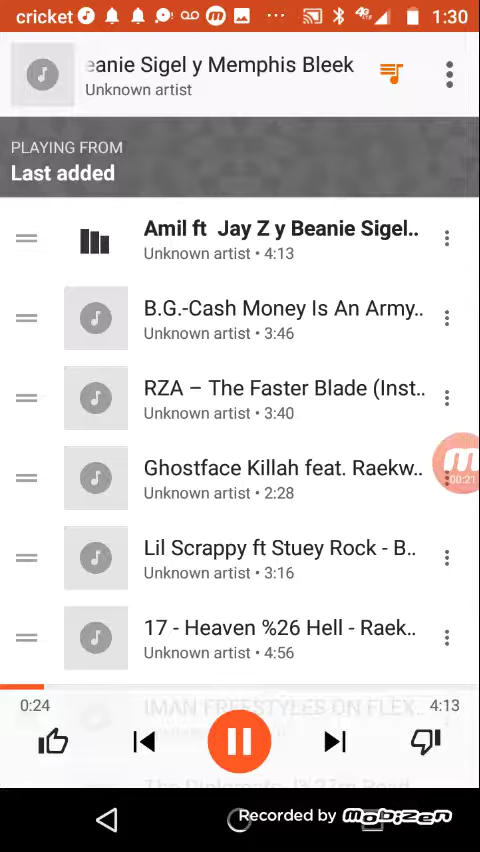 cricket
4G
1:30
eanie Sigel y Memphis Bleek
Unknown artist
PLAYING FROM
Last added
Amil ft  Jay Z y Beanie Sigel..
Unknown artist • 4:13
B.G.-Cash Money Is An Army..
Unknown artist • 3:46
RZA – The Faster Blade (Inst..
Unknown artist • 3:40
Ghostface Killah feat. Raekw..
Unknown artist • 2:28
00:21
Lil Scrappy ft Stuey Rock - B..
Unknown artist • 3:16
17 - Heaven %26 Hell - Raek..
Unknown artist • 4:56
0:24
IMAN FREESTYLES ON FLEX..
4:13
Recorded by Mobizen